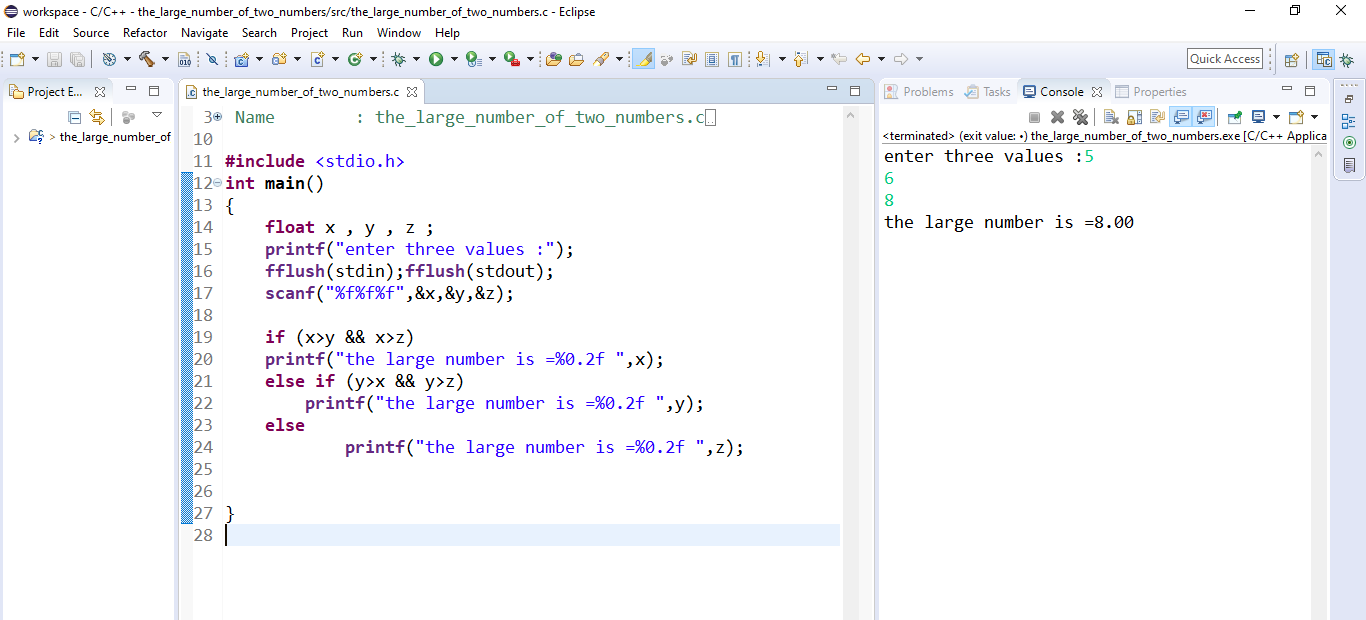 workspace - C/C++ - the_large_number_of_two_numbers/src/the_large_number_of_two_numbers.c - Eclipse
File Edit Source Refactor Navigate Search Project Run Window Help
Quick Access
Project E...
> the_large_number_of
the_large_number_of_two_numbers.c
3 Name : the_large_number_of_two_numbers.c
10
11 #include <stdio.h>
12 int main()
13 {
14 float x , y , z ;
15 printf("enter three values :");
16 fflush(stdin);fflush(stdout);
17 scanf("%f%f%f",&x,&y,&z);
18
19 if (x>y && x>z)
20 printf("the large number is =%0.2f ",x);
21 else if (y>x && y>z)
22 printf("the large number is =%0.2f ",y);
23 else
24 printf("the large number is =%0.2f ",z);
25
26
27 }
28
Problems Tasks Console Properties
<terminated> (exit value: •) the_large_number_of_two_numbers.exe [C/C++ Applica
enter three values :5
6
8
the large number is =8.00